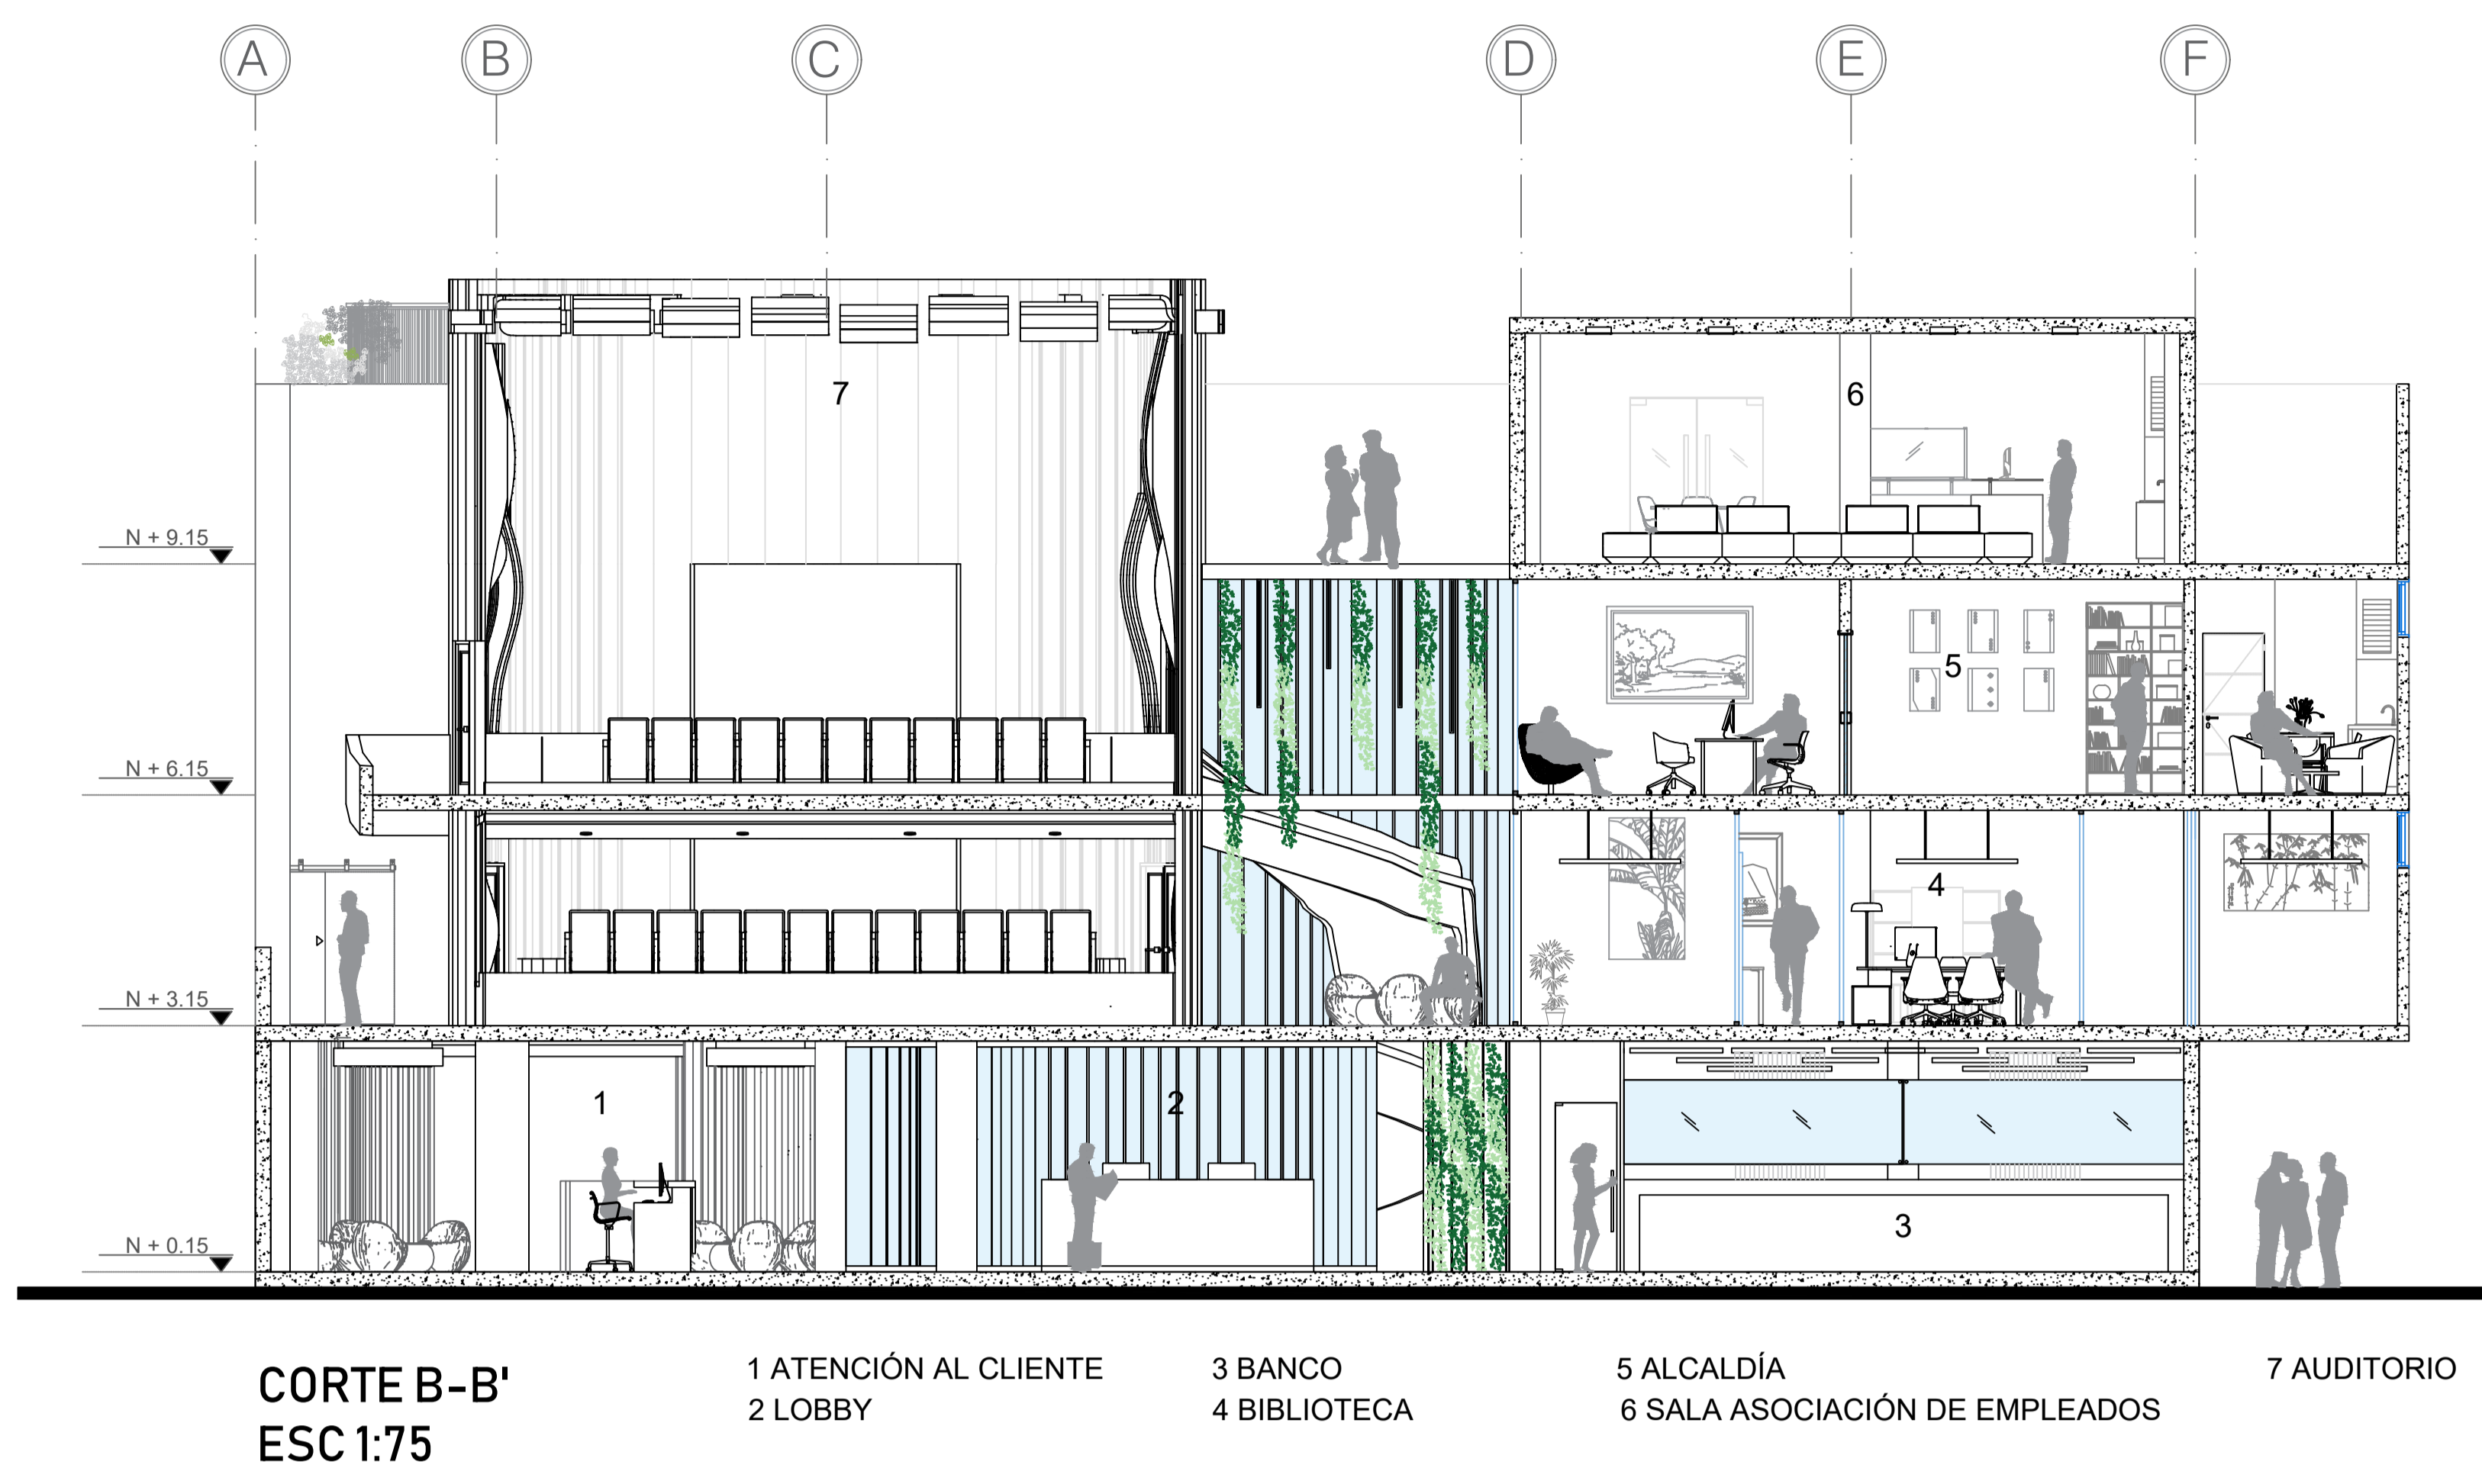 A
B
C
D
E
F
7
6
N + 9.15
5
N + 6.15
4
N + 3.15
1
2
3
N + 0.15
CORTE B-B'
ESC 1:75
1 ATENCIÓN AL CLIENTE
2 LOBBY
3 BANCO
4 BIBLIOTECA
5 ALCALDÍA
6 SALA ASOCIACIÓN DE EMPLEADOS
7 AUDITORIO